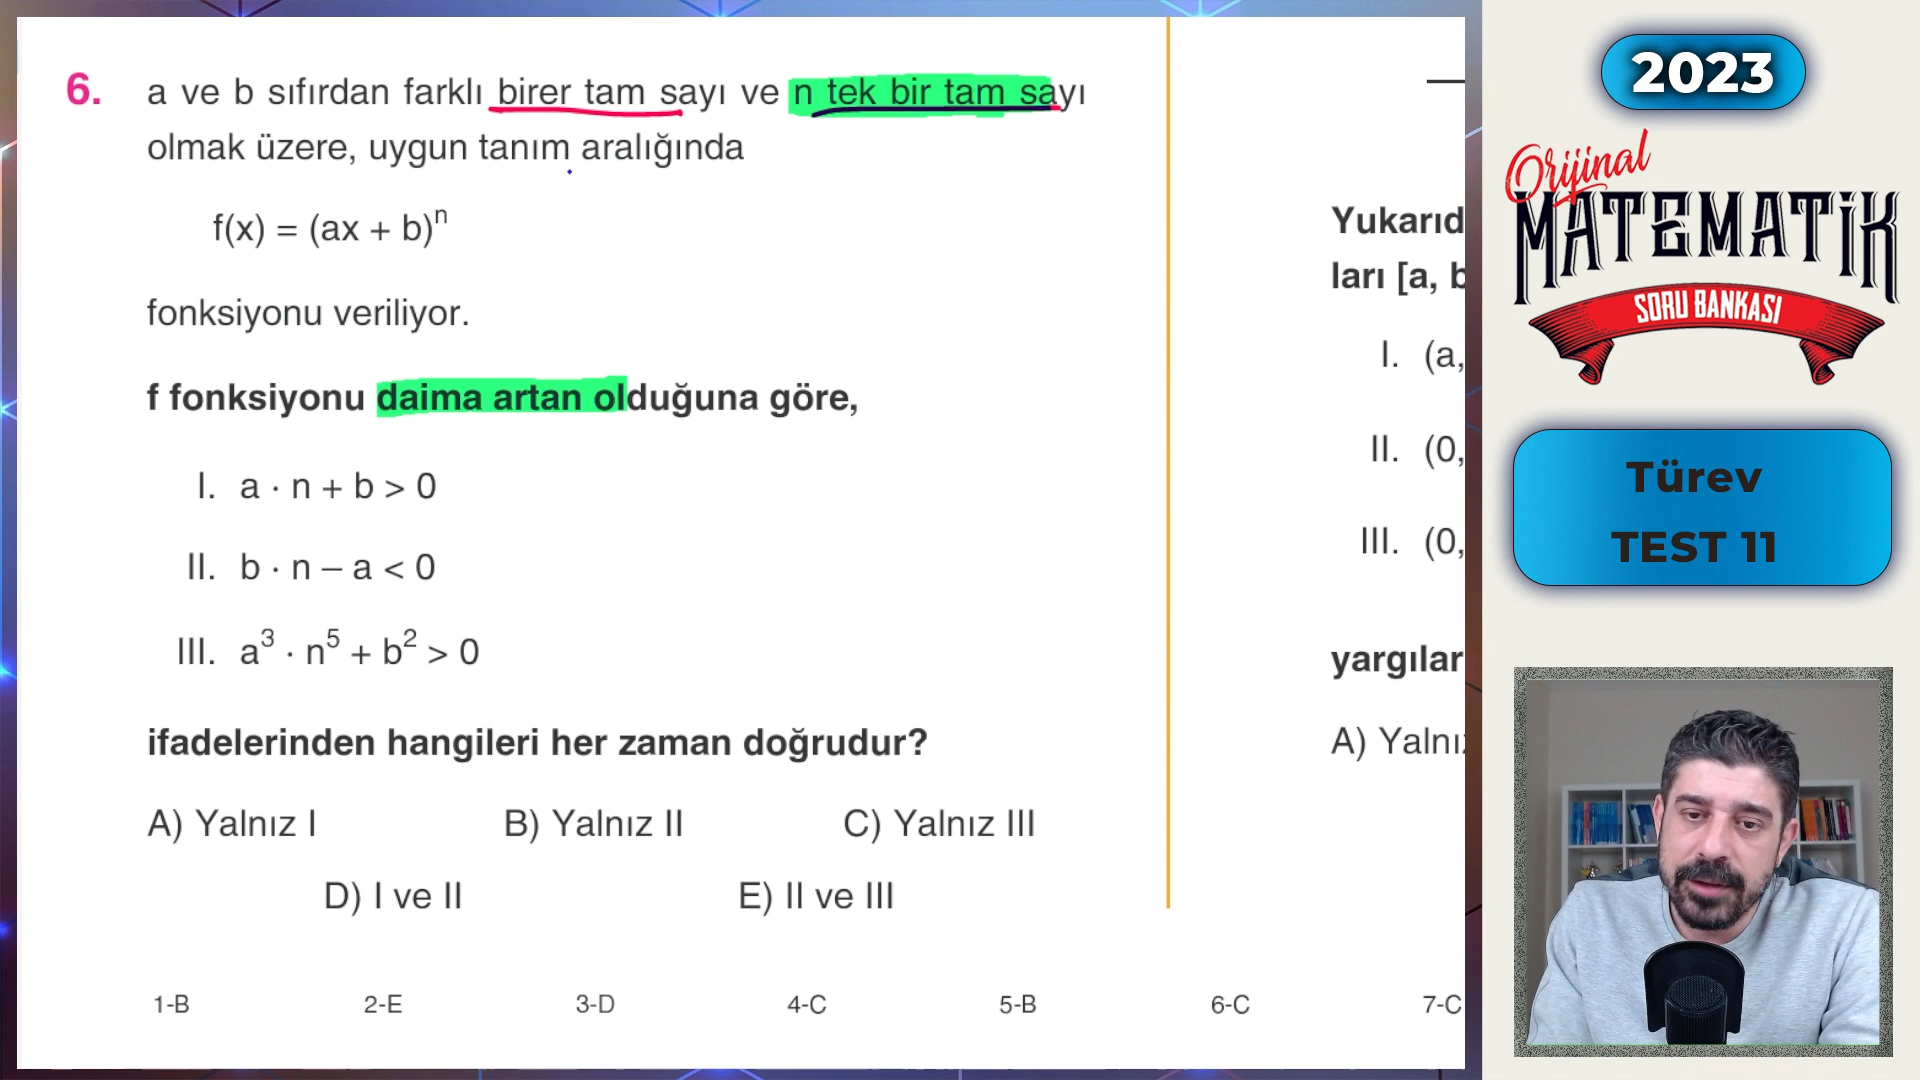 6. a ve b sıfırdan farklı birer tam sayı ve n tek bir tam sayı
olmak üzere, uygun tanım aralığında
f(x) = (ax + b)ⁿ
fonksiyonu veriliyor.
f fonksiyonu daima artan olduğuna göre,
I. a · n + b > 0
II. b · n – a < 0
III. a³ · n⁵ + b² > 0
ifadelerinden hangileri her zaman doğrudur?
A) Yalnız I B) Yalnız II C) Yalnız III
D) I ve II E) II ve III
1-B 2-E 3-D 4-C 5-B 6-C 7-C
Yukarıd
ları [a, b
I. (a,
II. (0,
III. (0,
yargılar
A) Yalnız
2023
Orijinal
MATEMATİK
SORU BANKASI
Türev
TEST 11